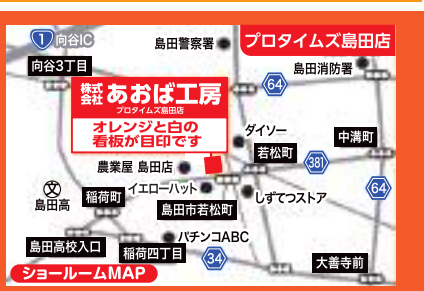 1 向谷IC
島田警察署
プロタイムズ島田店
向谷3丁目
島田消防署
株式会社 あおば工房
プロタイムズ島田店
オレンジと白の
看板が目印です
64
ダイソー
若松町
中溝町
381
農業屋 島田店
イエローハット
文
島田高
稲荷町
島田市若松町
しずてつストア
64
島田高校入口
稲荷四丁目
パチンコABC
34
大善寺前
ショールームMAP